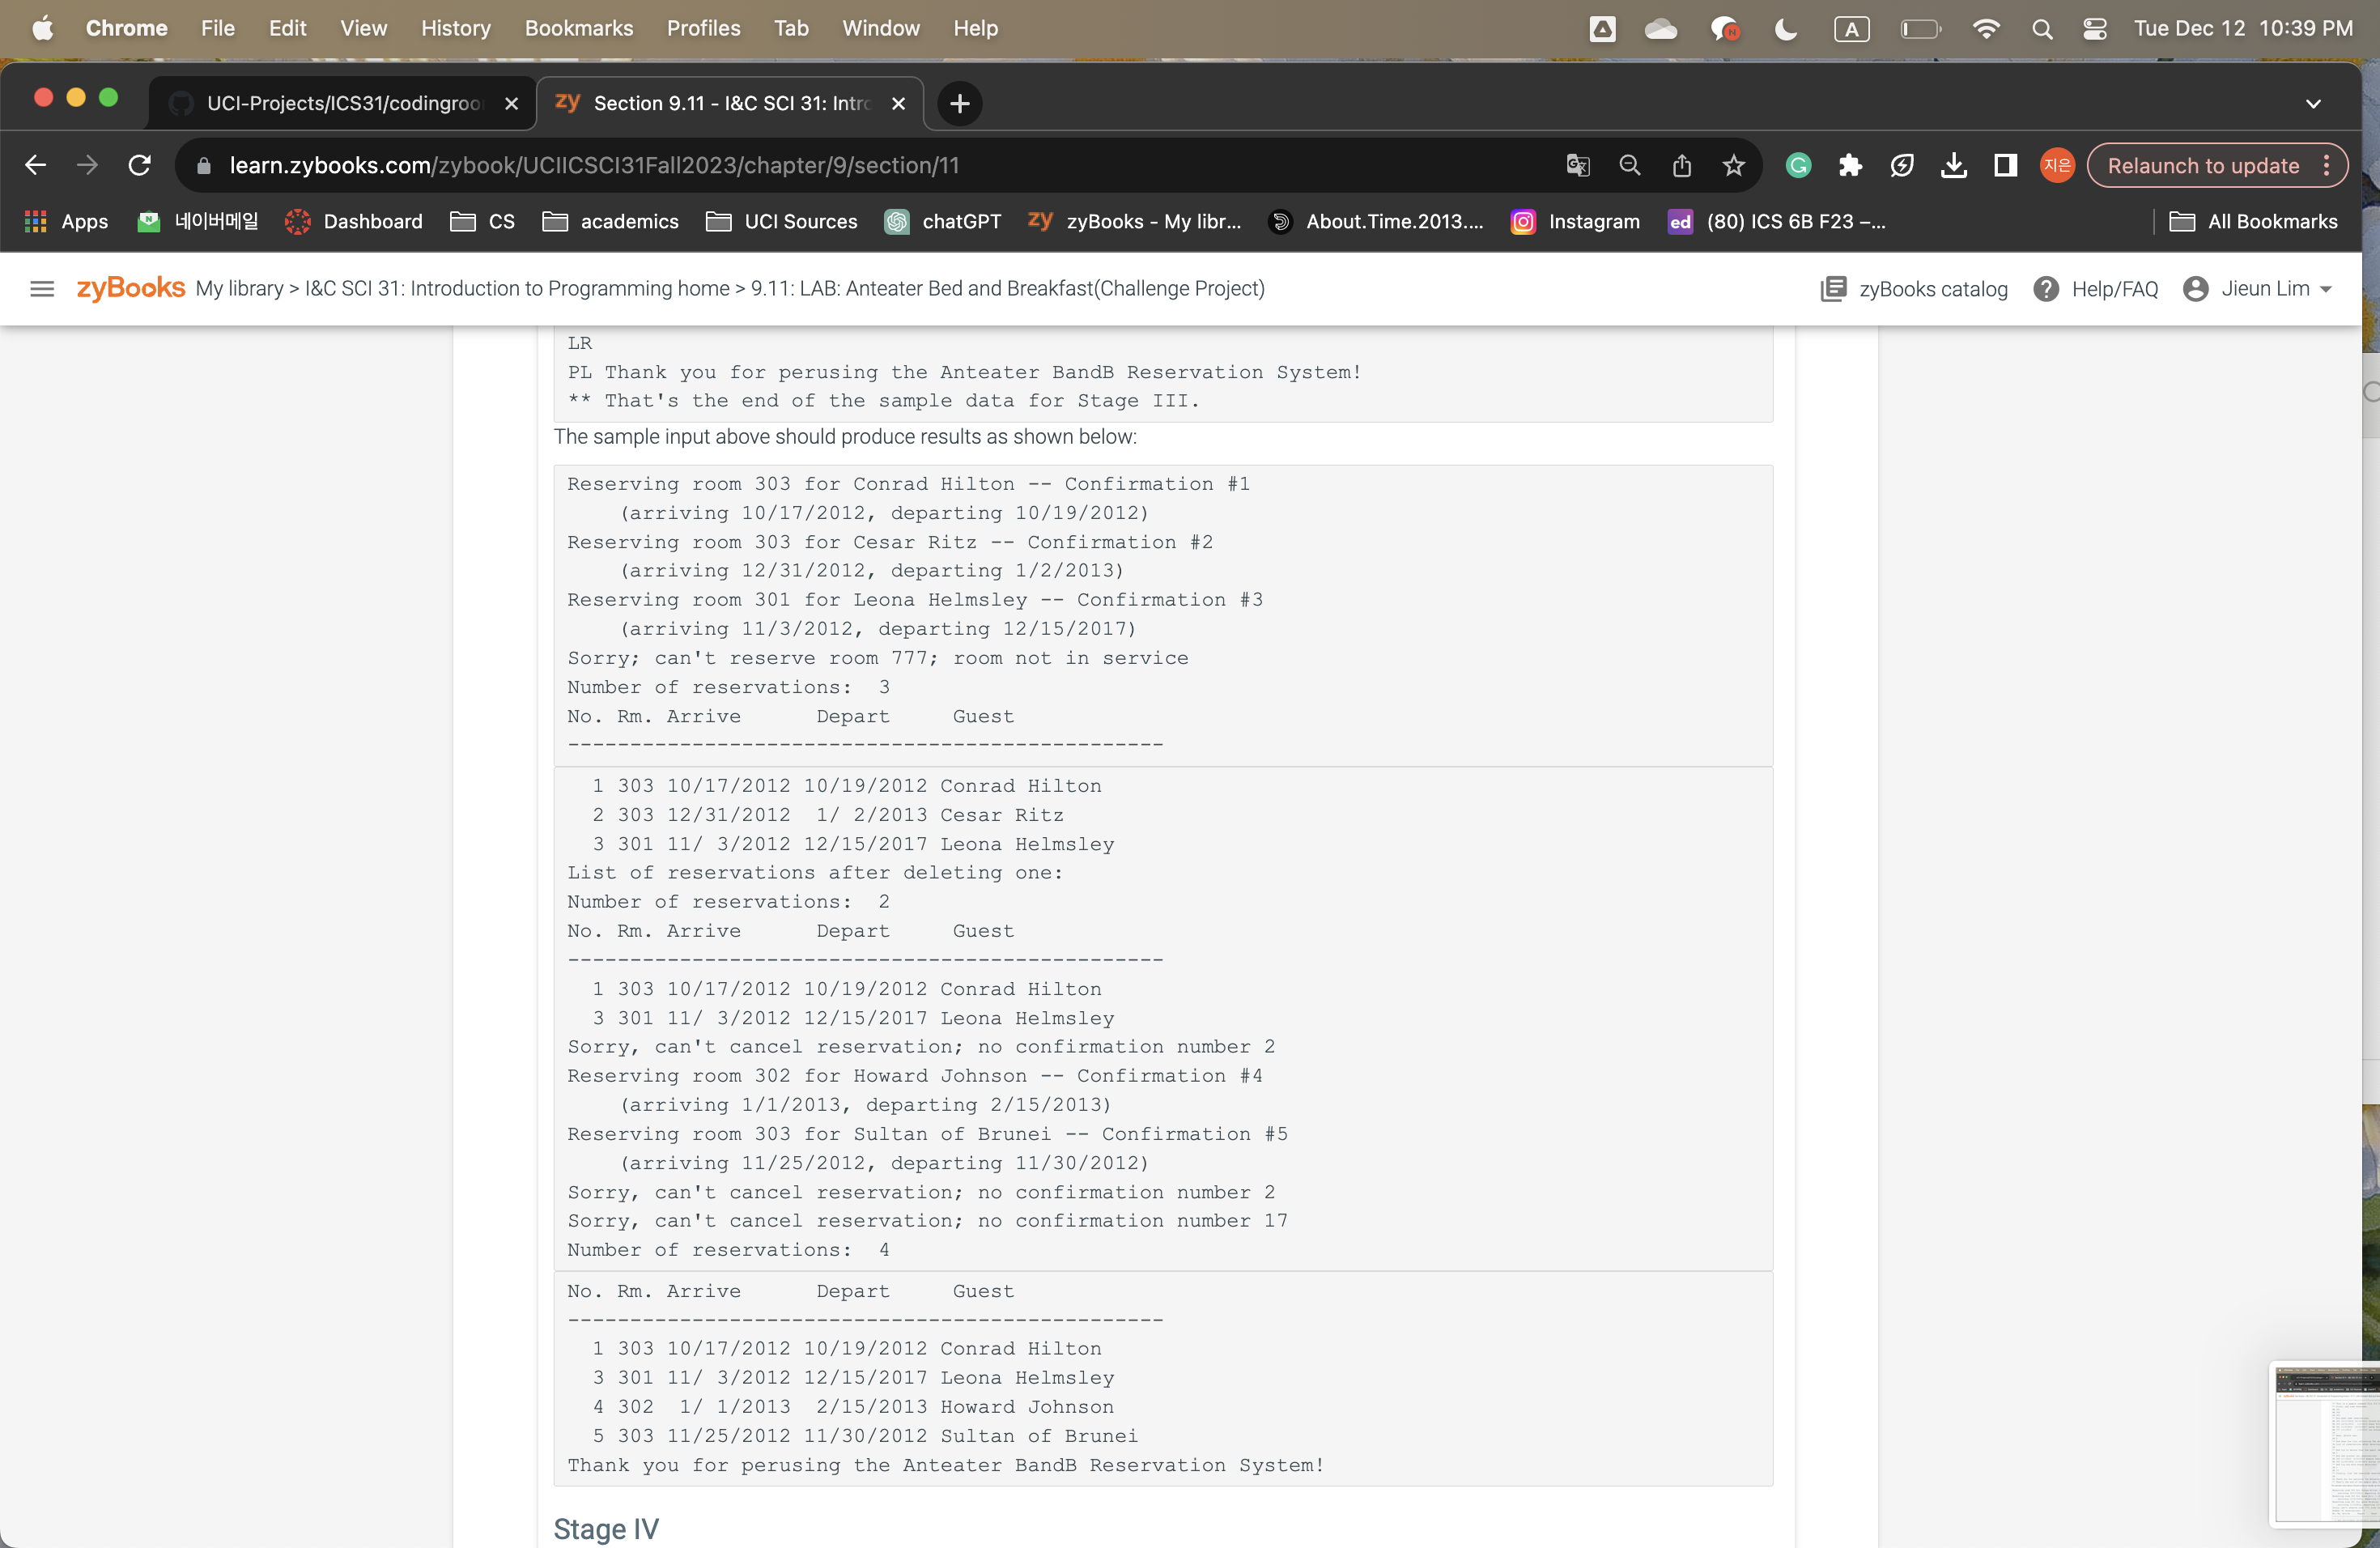 Chrome File Edit View History Bookmarks Profiles Tab Window Help A Tue Dec 12 10:39 PM
UCI-Projects/ICS31/codingroo zy Section 9.11 - I&C SCI 31: Intro
learn.zybooks.com/zybook/UCIICSCI31Fall2023/chapter/9/section/11 G 지은 Relaunch to update
Apps N 네이버메일 Dashboard CS academics UCI Sources chatGPT zy zyBooks - My libr... About.Time.2013.... Instagram ed (80) ICS 6B F23 –... All Bookmarks
zyBooks My library > I&C SCI 31: Introduction to Programming home > 9.11: LAB: Anteater Bed and Breakfast(Challenge Project) zyBooks catalog ? Help/FAQ Jieun Lim
LR
PL Thank you for perusing the Anteater BandB Reservation System!
** That's the end of the sample data for Stage III.
The sample input above should produce results as shown below:
Reserving room 303 for Conrad Hilton -- Confirmation #1
    (arriving 10/17/2012, departing 10/19/2012)
Reserving room 303 for Cesar Ritz -- Confirmation #2
    (arriving 12/31/2012, departing 1/2/2013)
Reserving room 301 for Leona Helmsley -- Confirmation #3
    (arriving 11/3/2012, departing 12/15/2017)
Sorry; can't reserve room 777; room not in service
Number of reservations:  3
No. Rm. Arrive      Depart     Guest
------------------------------------------------
  1 303 10/17/2012 10/19/2012 Conrad Hilton
  2 303 12/31/2012  1/ 2/2013 Cesar Ritz
  3 301 11/ 3/2012 12/15/2017 Leona Helmsley
List of reservations after deleting one:
Number of reservations:  2
No. Rm. Arrive      Depart     Guest
------------------------------------------------
  1 303 10/17/2012 10/19/2012 Conrad Hilton
  3 301 11/ 3/2012 12/15/2017 Leona Helmsley
Sorry, can't cancel reservation; no confirmation number 2
Reserving room 302 for Howard Johnson -- Confirmation #4
    (arriving 1/1/2013, departing 2/15/2013)
Reserving room 303 for Sultan of Brunei -- Confirmation #5
    (arriving 11/25/2012, departing 11/30/2012)
Sorry, can't cancel reservation; no confirmation number 2
Sorry, can't cancel reservation; no confirmation number 17
Number of reservations:  4
No. Rm. Arrive      Depart     Guest
------------------------------------------------
  1 303 10/17/2012 10/19/2012 Conrad Hilton
  3 301 11/ 3/2012 12/15/2017 Leona Helmsley
  4 302  1/ 1/2013  2/15/2013 Howard Johnson
  5 303 11/25/2012 11/30/2012 Sultan of Brunei
Thank you for perusing the Anteater BandB Reservation System!
Stage IV